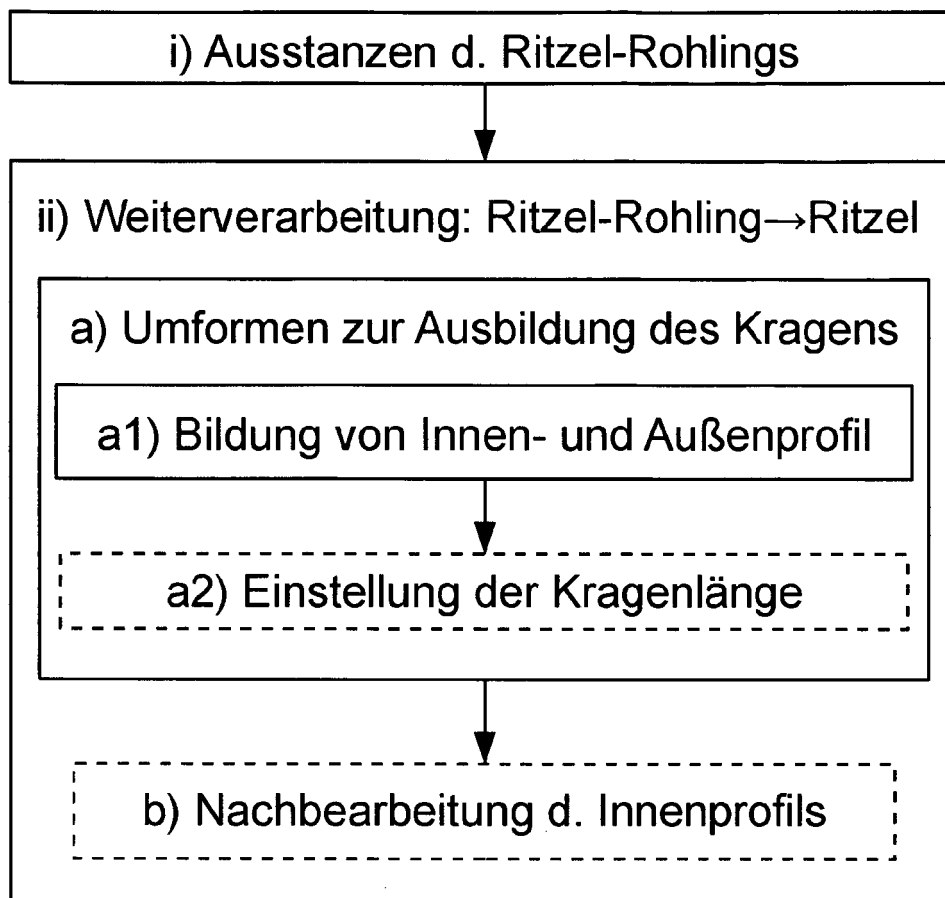 i) Ausstanzen d. Ritzel-Rohlings
ii) Weiterverarbeitung: Ritzel-Rohling→Ritzel
a) Umformen zur Ausbildung des Kragens
a1) Bildung von Innen- und Außenprofil
a2) Einstellung der Kragenlänge
b) Nachbearbeitung d. Innenprofils